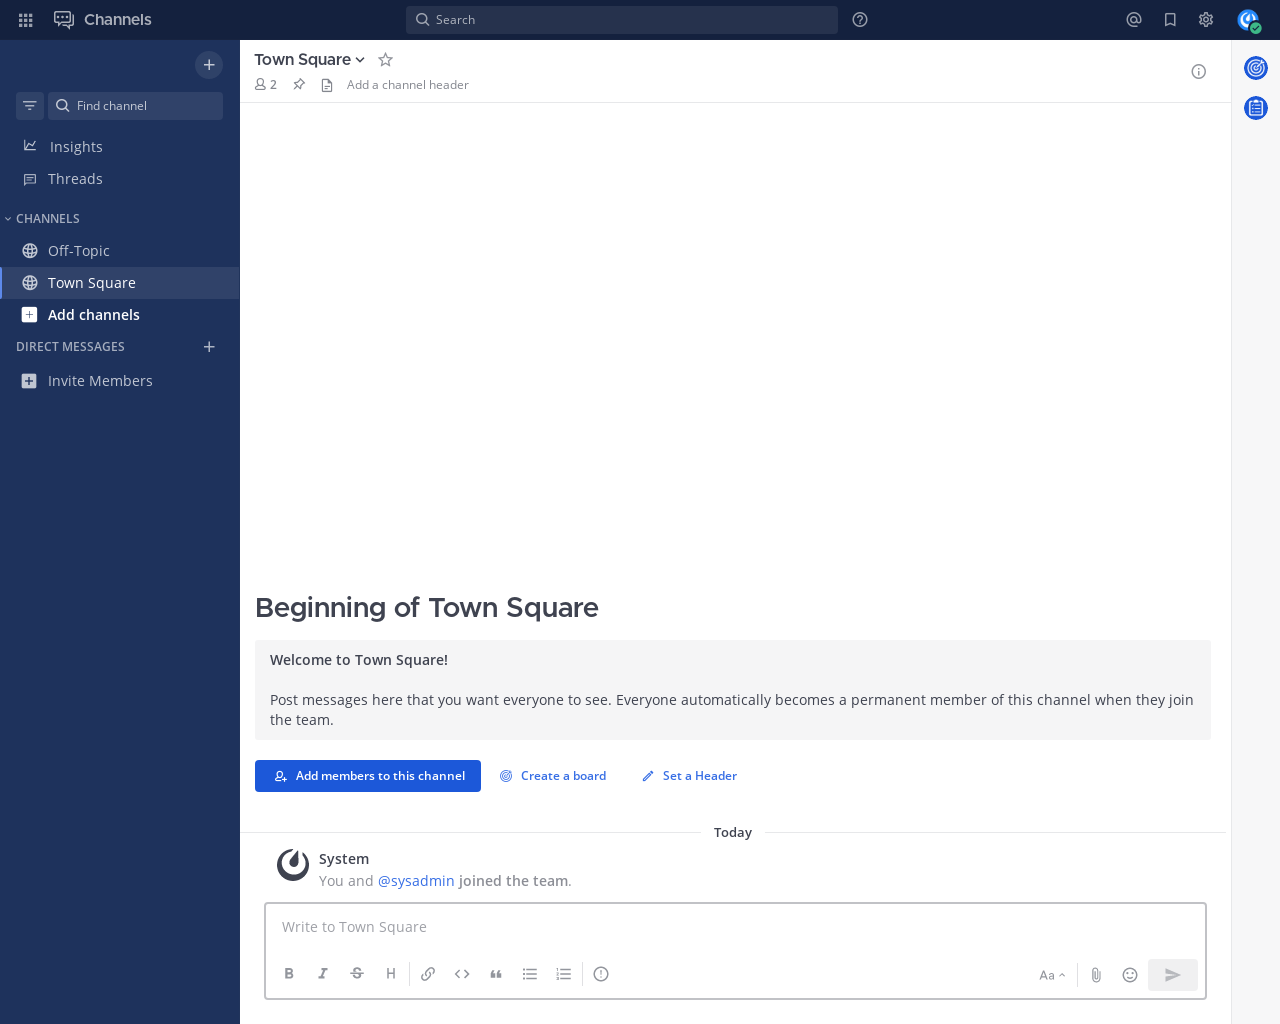 Channels
Search
Find channel
Insights
Threads
CHANNELS
Off-Topic
Town Square
Add channels
DIRECT MESSAGES
Invite Members
Town Square
2
Add a channel header
Beginning of Town Square
Welcome to Town Square!
Post messages here that you want everyone to see. Everyone automatically becomes a permanent member of this channel when they join
the team.
Add members to this channel
Create a board
Set a Header
Today
System
You and @sysadmin joined the team.
Write to Town Square
B I S H
Aa